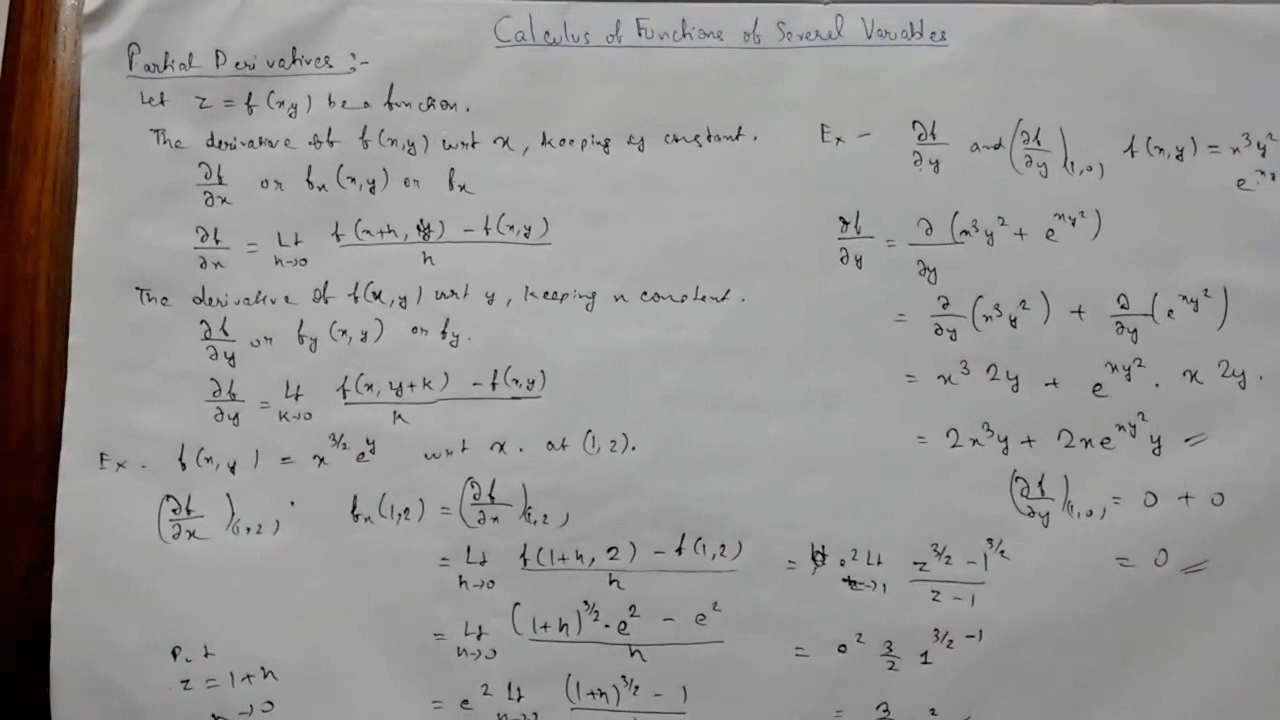 Calculus of Functions of Several Variables
Partial Derivatives :-
Let z = f(x,y) be a function.
The derivative of f(x,y) wrt x, keeping y constant.
∂f/∂x or fx(x,y) or fx
∂f/∂x = Lt h→0 (f(x+h, y) - f(x,y))/h
The derivative of f(x,y) wrt y, keeping x constant.
∂f/∂y or fy(x,y) or fy.
∂f/∂y = Lt k→0 (f(x, y+k) - f(x,y))/k
Ex - f(x,y) = x^3/2 e^y wrt x. at (1,2).
(∂f/∂x)(1,2) . fx(1,2) = (∂f/∂x)(1,2)
= Lt h→0 (f(1+h, 2) - f(1,2))/h
= Lt h→0 ((1+h)^3/2 · e^2 - e^2)/h
= e^2 Lt h→0 (1+h)^3/2 - 1
Put
z = 1+h
h→0
= e^2 Lt z→1 (z^3/2 - 1^3/2)/(z - 1)
= e^2 3/2 1^(3/2 - 1)
= 3 2
Ex - ∂f/∂y and (∂f/∂y)(1,0) f(x,y) = x^3y^2
∂f/∂y = ∂/∂y (x^3y^2 + e^xy^2)
= ∂/∂y (x^3y^2) + ∂/∂y (e^xy^2)
= x^3 2y + e^xy^2 . x 2y.
= 2x^3y + 2xe^xy^2 y =
(∂f/∂y)(1,0) = 0 + 0
= 0 =